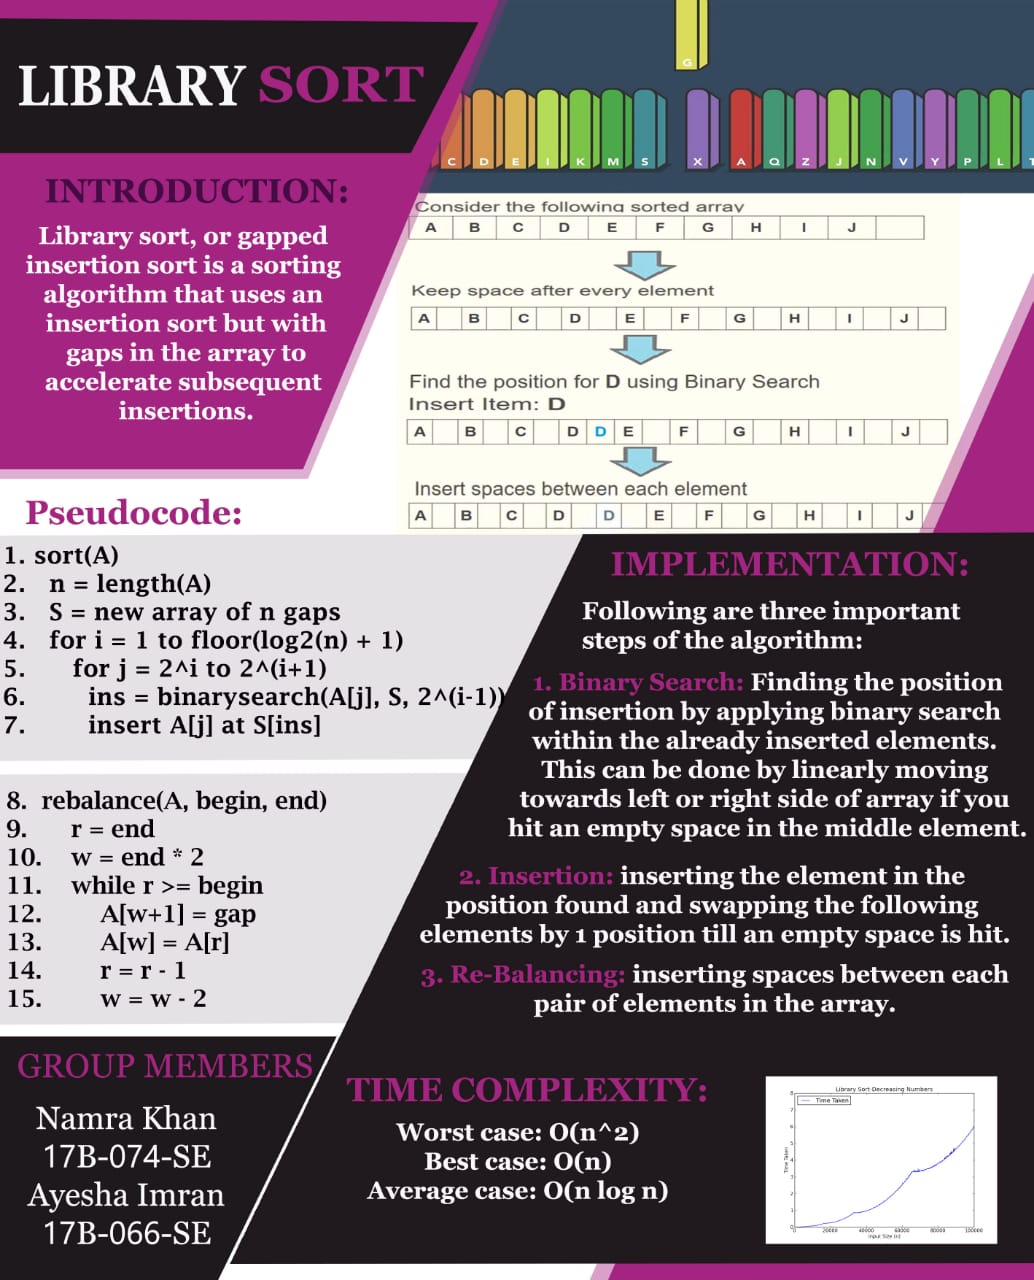 LIBRARY SORT
G
C D E I K M S X A Q Z J N V Y P L T
INTRODUCTION:
Library sort, or gapped
insertion sort is a sorting
algorithm that uses an
insertion sort but with
gaps in the array to
accelerate subsequent
insertions.
Consider the following sorted array
A B C D E F G H I J
Keep space after every element
A B C D E F G H I J
Find the position for D using Binary Search
Insert Item: D
A B C D D E F G H I J
Insert spaces between each element
A B C D D E F G H I J
Pseudocode:
1. sort(A)
2. n = length(A)
3. S = new array of n gaps
4. for i = 1 to floor(log2(n) + 1)
5. for j = 2^i to 2^(i+1)
6. ins = binarysearch(A[j], S, 2^(i-1))
7. insert A[j] at S[ins]
8. rebalance(A, begin, end)
9. r = end
10. w = end * 2
11. while r >= begin
12. A[w+1] = gap
13. A[w] = A[r]
14. r = r - 1
15. w = w - 2
IMPLEMENTATION:
Following are three important
steps of the algorithm:
1. Binary Search: Finding the position
of insertion by applying binary search
within the already inserted elements.
This can be done by linearly moving
towards left or right side of array if you
hit an empty space in the middle element.
2. Insertion: inserting the element in the
position found and swapping the following
elements by 1 position till an empty space is hit.
3. Re-Balancing: inserting spaces between each
pair of elements in the array.
GROUP MEMBERS
Namra Khan
17B-074-SE
Ayesha Imran
17B-066-SE
TIME COMPLEXITY:
Worst case: O(n^2)
Best case: O(n)
Average case: O(n log n)
Library Sort-Decreasing Numbers
Time Taken
Time Taken
8
7
6
5
4
3
2
1
0
0 20000 40000 60000 80000 100000
Input Size (n)